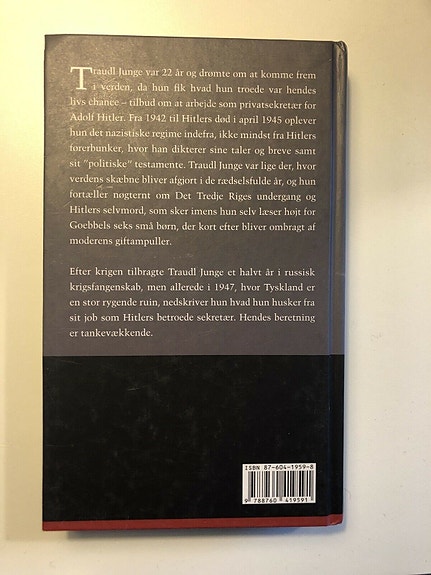 Traudl Junge var 22 år og drømte om at komme frem
i verden, da hun fik hvad hun troede var hendes
livs chance – tilbud om at arbejde som privatsekretær for
Adolf Hitler. Fra 1942 til Hitlers død i april 1945 oplever
hun det nazistiske regime indefra, ikke mindst fra Hitlers
førerbunker, hvor han dikterer sine taler og breve samt
sit "politiske" testamente. Traudl Junge var lige der, hvor
verdens skæbne bliver afgjort i de rædselsfulde år, og hun
fortæller nøgternt om Det Tredje Riges undergang og
Hitlers selvmord, som sker imens hun selv læser højt for
Goebbels seks små børn, der kort efter bliver ombragt af
moderens giftampuller.
Efter krigen tilbragte Traudl Junge et halvt år i russisk
krigsfangenskab, men allerede i 1947, hvor Tyskland er
en stor rygende ruin, nedskriver hun hvad hun husker fra
sit job som Hitlers betroede sekretær. Hendes beretning
er tankevækkende.
ISBN 87-604-1959-8
9 788760 419591